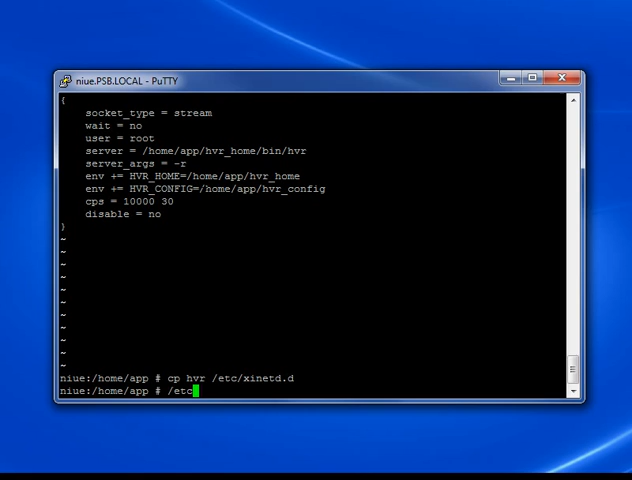 niue.PSB.LOCAL - PuTTY
{
socket_type = stream
wait = no
user = root
server = /home/app/hvr_home/bin/hvr
server_args = -r
env += HVR_HOME=/home/app/hvr_home
env += HVR_CONFIG=/home/app/hvr_config
cps = 10000 30
disable = no
}
~
~
~
~
~
~
~
~
~
~
~
niue:/home/app # cp hvr /etc/xinetd.d
niue:/home/app # /etc